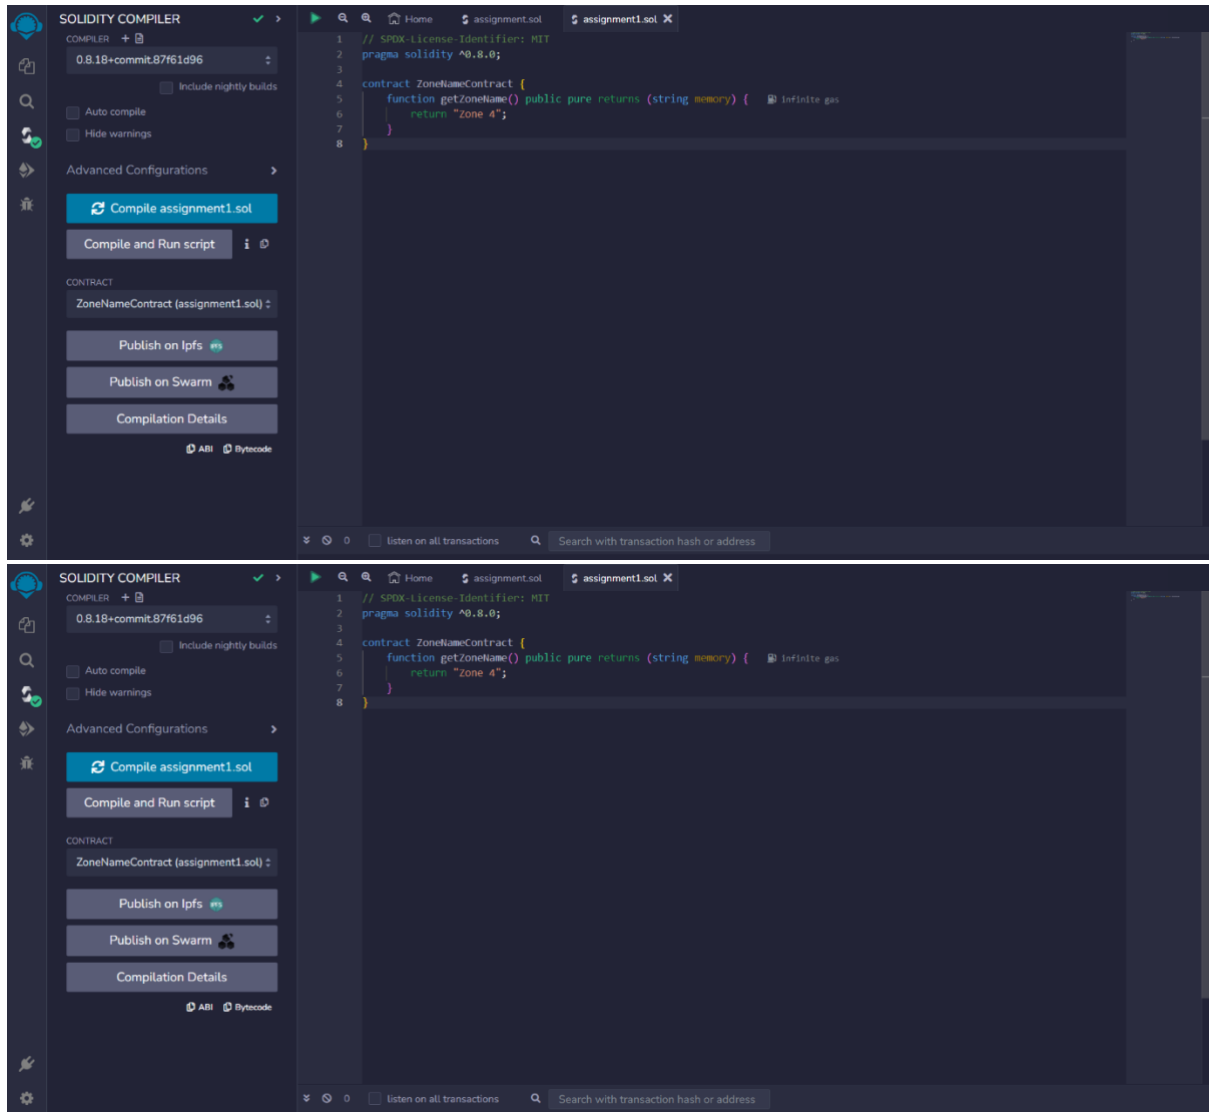 SOLIDITY COMPILER
COMPILER
0.8.18+commit.87f61d96
Include nightly builds
Auto compile
Hide warnings
Advanced Configurations
Compile assignment1.sol
Compile and Run script
CONTRACT
ZoneNameContract (assignment1.sol)
Publish on Ipfs
Publish on Swarm
Compilation Details
ABI Bytecode
Home assignment.sol assignment1.sol
1 // SPDX-License-Identifier: MIT
2 pragma solidity ^0.8.0;
3
4 contract ZoneNameContract {
5 function getZoneName() public pure returns (string memory) { infinite gas
6 return "Zone 4";
7 }
8 }
0 listen on all transactions Search with transaction hash or address
SOLIDITY COMPILER
COMPILER
0.8.18+commit.87f61d96
Include nightly builds
Auto compile
Hide warnings
Advanced Configurations
Compile assignment1.sol
Compile and Run script
CONTRACT
ZoneNameContract (assignment1.sol)
Publish on Ipfs
Publish on Swarm
Compilation Details
ABI Bytecode
Home assignment.sol assignment1.sol
1 // SPDX-License-Identifier: MIT
2 pragma solidity ^0.8.0;
3
4 contract ZoneNameContract {
5 function getZoneName() public pure returns (string memory) { infinite gas
6 return "Zone 4";
7 }
8 }
0 listen on all transactions Search with transaction hash or address